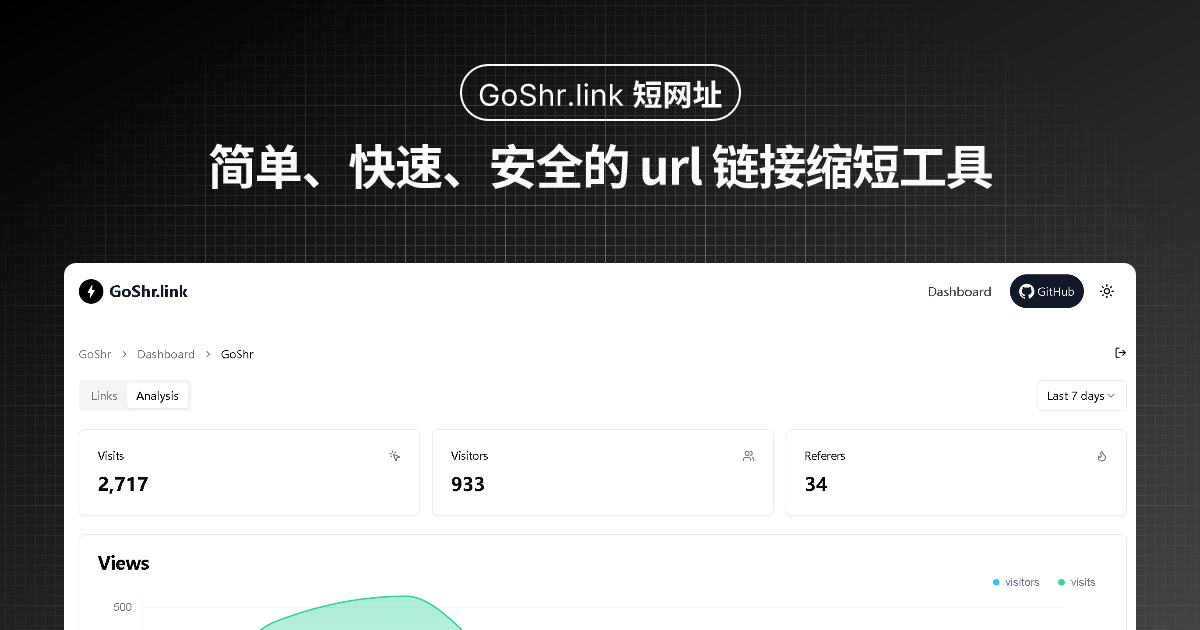 GoShr.link 短网址
简单、快速、安全的 url 链接缩短工具
GoShr.link
Dashboard
GitHub
GoShr > Dashboard > GoShr
Links
Analysis
Last 7 days
Visits
2,717
Visitors
933
Referers
34
Views
visitors
visits
500